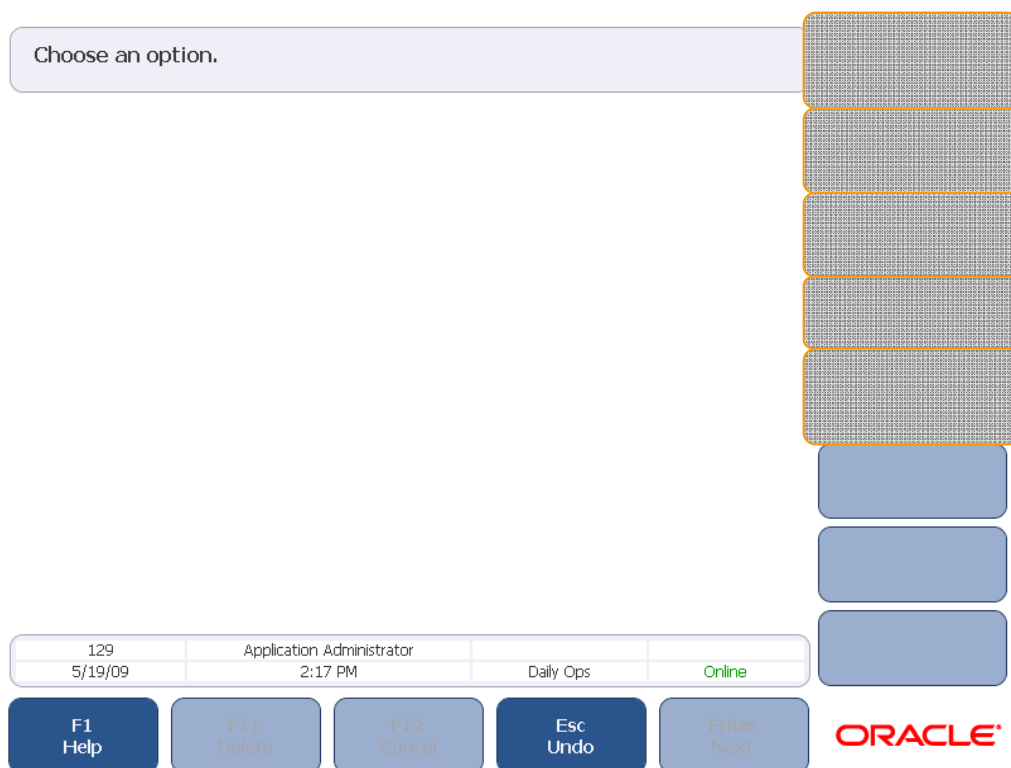 Choose an option.
129 Application Administrator
5/19/09 2:17 PM Daily Ops Online
F1 F11 F12 Esc Enter
Help Delete Cancel Undo Next
ORACLE